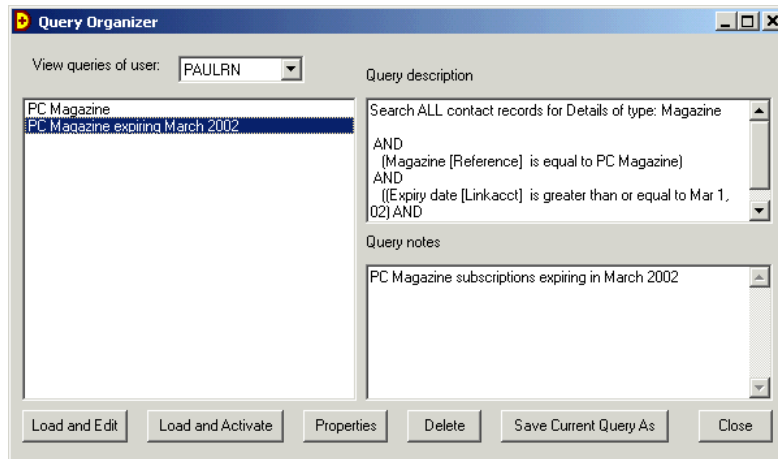 Query Organizer
View queries of user:
PAULRN
PC Magazine
PC Magazine expiring March 2002
Query description
Search ALL contact records for Details of type: Magazine
AND
(Magazine [Reference]  is equal to PC Magazine)
AND
((Expiry date [Linkacct]  is greater than or equal to Mar 1,
02) AND
Query notes
PC Magazine subscriptions expiring in March 2002
Load and Edit
Load and Activate
Properties
Delete
Save Current Query As
Close